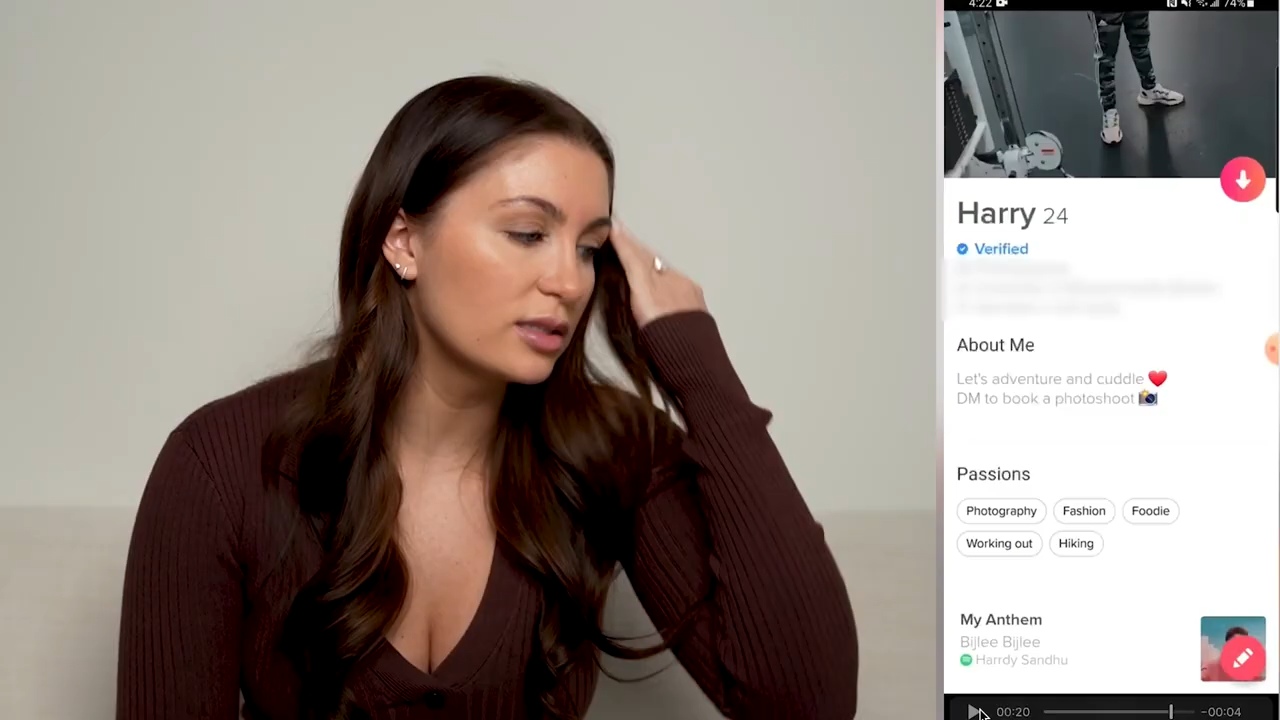 4:22
74%
Harry 24
Verified
About Me
Let's adventure and cuddle ❤️
DM to book a photoshoot 📸
Passions
Photography
Fashion
Foodie
Working out
Hiking
My Anthem
Bijlee Bijlee
Harrdy Sandhu
00:20
-00:04